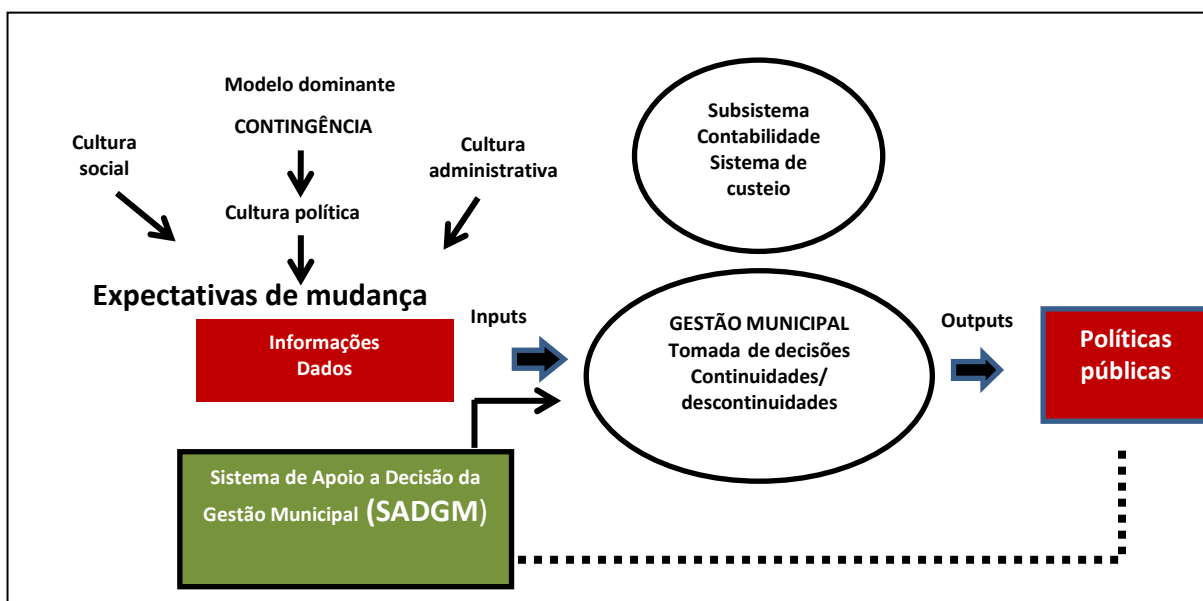 Modelo dominante
CONTINGÊNCIA
Cultura
social
Cultura
administrativa
Cultura política
Expectativas de mudança
Informações
Dados
Inputs
Subsistema
Contabilidade
Sistema de
custeio
GESTÃO MUNICIPAL
Tomada de decisões
Continuidades/
descontinuidades
Outputs
Políticas
públicas
Sistema de Apoio a Decisão da
Gestão Municipal (SADGM)